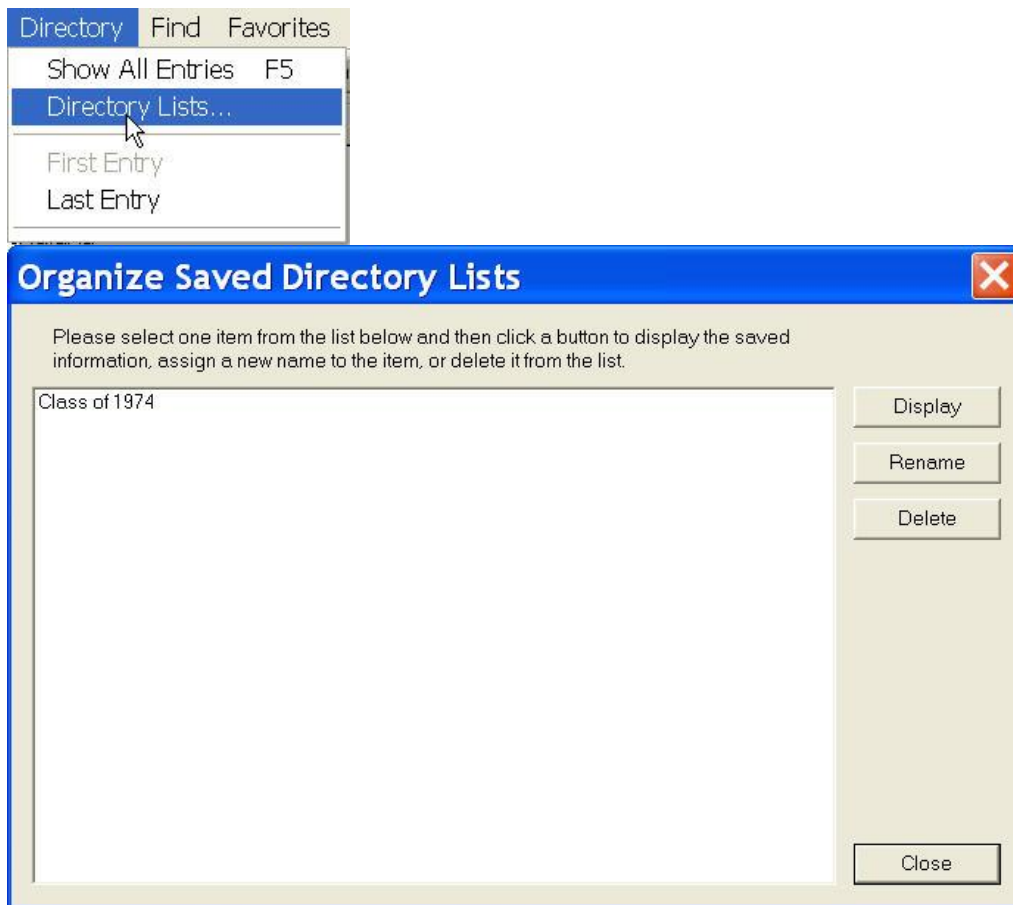 Directory Find Favorites
Show All Entries F5
Directory Lists...
First Entry
Last Entry
Organize Saved Directory Lists
Please select one item from the list below and then click a button to display the saved
information, assign a new name to the item, or delete it from the list.
Class of 1974
Display
Rename
Delete
Close